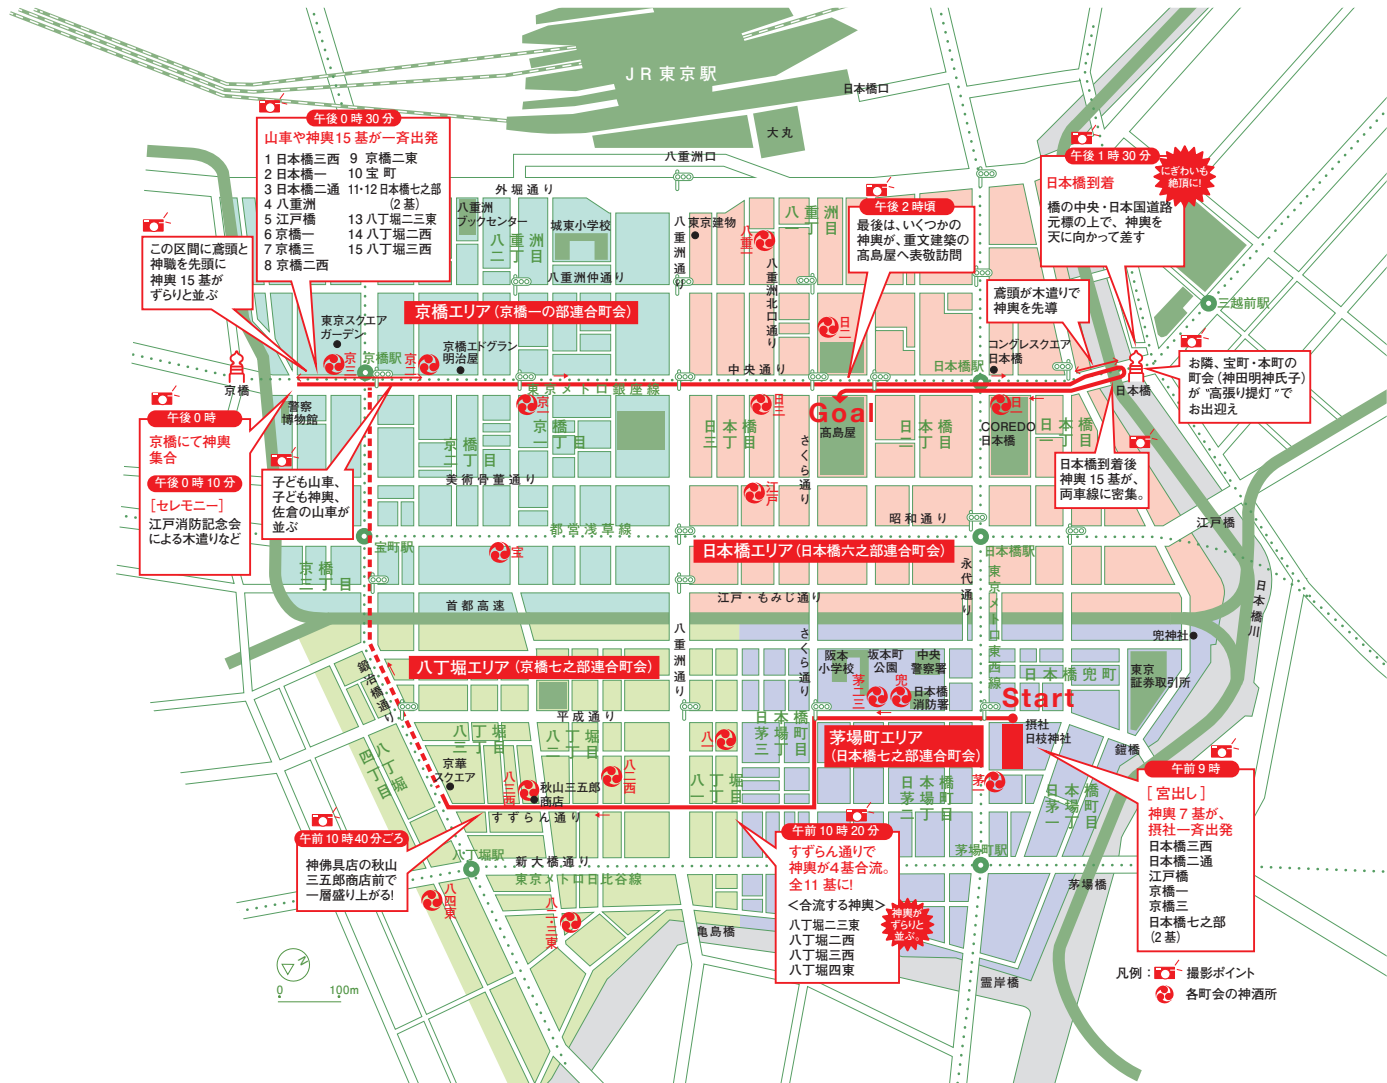 JR東京駅
日本橋口
大丸
八重洲口
外堀通り
午後0時30分
山車や神輿15基が一斉出発
1 日本橋三西
2 日本橋一
3 日本橋二通
4 八重洲
5 江戸橋
6 京橋一
7 京橋三
8 京橋二西
9 京橋二東
10 宝町
11・12 日本橋七之部
(2基)
13 八丁堀二三東
14 八丁堀二西
15 八丁堀三西
この区間に鳶頭と
神職を先頭に
神輿15基が
ずらりと並ぶ
八重洲
ブックセンター
八重洲
二丁目
城東小学校
八重洲仲通り
八重洲通り
東京建物
八重
八重洲
一丁目
八重洲北口通り
午後2時頃
最後は、いくつかの
神輿が、重文建築の
髙島屋へ表敬訪問
午後1時30分
日本橋到着
橋の中央・日本国道路
元標の上で、神輿を
天に向かって差す
にぎわいも
絶頂に!
鳶頭が木遣りで
神輿を先導
三越前駅
京橋エリア(京橋一の部連合町会)
東京スクエア
ガーデン
京三
京橋駅
京二
京橋エドグラン
明治屋
日二
コングレスクエア
日本橋
日本橋駅
中央通り
東京メトロ銀座線
京橋
日本橋
お隣、宝町・本町の
町会(神田明神氏子)
が“高張り提灯”で
お出迎え
午後0時
京橋にて神輿
集合
午後0時10分
[セレモニー]
江戸消防記念会
による木遣りなど
警察
博物館
京一
京橋
一丁目
京橋
二丁目
日三
日本橋
三丁目
Goal
髙島屋
さくら通り
日本橋
二丁目
日一
COREDO
日本橋
日本橋
一丁目
日本橋到着後
神輿15基が、
両車線に密集。
美術骨董通り
子ども山車、
子ども神輿、
佐倉の山車が
並ぶ
江戸
昭和通り
江戸橋
都営浅草線
宝町駅
宝
日本橋エリア(日本橋六之部連合町会)
日本橋駅
京橋
三丁目
永代通り
東京メトロ東西線
日本橋川
首都高速
江戸・もみじ通り
鍛冶橋通り
八丁堀エリア(京橋七之部連合町会)
八重洲通り
さくら通り
阪本
小学校
坂本町
公園
中央
警察署
茅二三
兜
日本橋
消防署
日本橋兜町
兜神社
東京
証券取引所
平成通り
Start
摂社
日枝神社
鎧橋
八丁堀
四丁目
八丁堀
三丁目
八丁堀
二丁目
八一
日本橋
茅場町
三丁目
茅場町エリア
(日本橋七之部連合町会)
京華
スクエア
八三西
秋山三五郎
商店
八二西
八丁堀
一丁目
日本橋
茅場町
二丁目
茅一
日本橋
茅場町
一丁目
午前9時
[宮出し]
神輿7基が、
摂社一斉出発
日本橋三西
日本橋二通
江戸橋
京橋一
京橋三
日本橋七之部
(2基)
すずらん通り
午前10時40分ごろ
神佛具店の秋山
三五郎商店前で
一層盛り上がる!
午前10時20分
すずらん通りで
神輿が4基合流。
全11基に!
<合流する神輿>
八丁堀二三東
八丁堀二西
八丁堀三西
八丁堀四東
神輿が
ずらりと
並ぶ。
八丁堀駅
新大橋通り
東京メトロ日比谷線
茅場町駅
茅場橋
八四東
八二・三東
亀島橋
霊岸橋
N
0 100m
凡例:撮影ポイント
各町会の神酒所